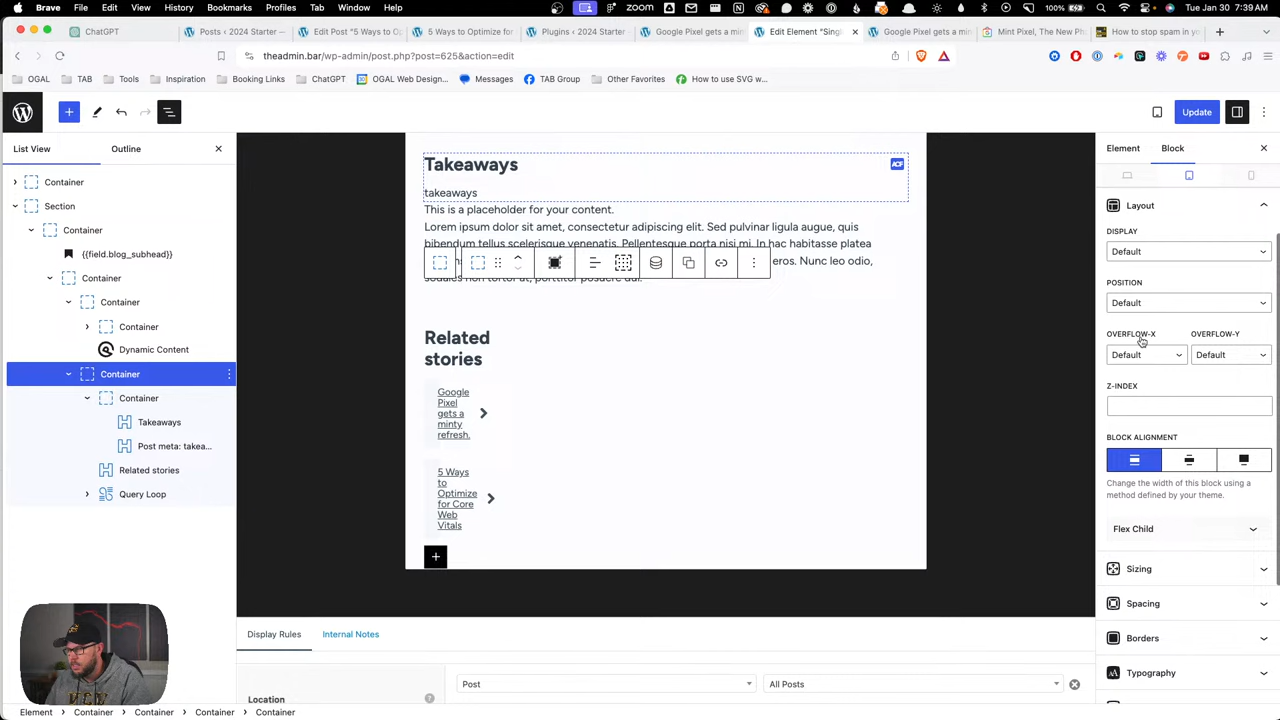 Brave File Edit View History Bookmarks Profiles Tab Window Help ZOOM Tue Jan 30 7:39 AM
ChatGPT Posts ‹ 2024 Starter — Edit Post “5 Ways to O 5 Ways to Optimize for Plugins ‹ 2024 Starter — Google Pixel gets a min Edit Element “Singl Google Pixel gets a min Mint Pixel, The New Ph How to stop spam in yo
theadmin.bar/wp-admin/post.php?post=625&action=edit
OGAL TAB Tools Inspiration Booking Links ChatGPT OGAL Web Design... Messages TAB Group Other Favorites How to use SVG w...
Update
List View Outline
Element Block
Container
Section
Container
{{field.blog_subhead}}
Container
Container
Container
Dynamic Content
Container
Container
Takeaways
Post meta: takea...
Related stories
Query Loop
Takeaways
ACF
takeaways
This is a placeholder for your content.
Lorem ipsum dolor sit amet, consectetur adipiscing elit. Sed pulvinar ligula augue, quis
bibendum tellus scelerisque venenatis. Pellentesque porta nisi mi. In hac habitasse platea
eros. Nunc leo odio,
Related
stories
Google
Pixel
gets a
minty
refresh.
5 Ways
to
Optimize
for Core
Web
Vitals
Layout
DISPLAY
Default
POSITION
Default
OVERFLOW-X OVERFLOW-Y
Default Default
Z-INDEX
BLOCK ALIGNMENT
Change the width of this block using a
method defined by your theme.
Flex Child
Sizing
Spacing
Borders
Typography
Display Rules Internal Notes
Location
Post All Posts
Element Container Container Container Container